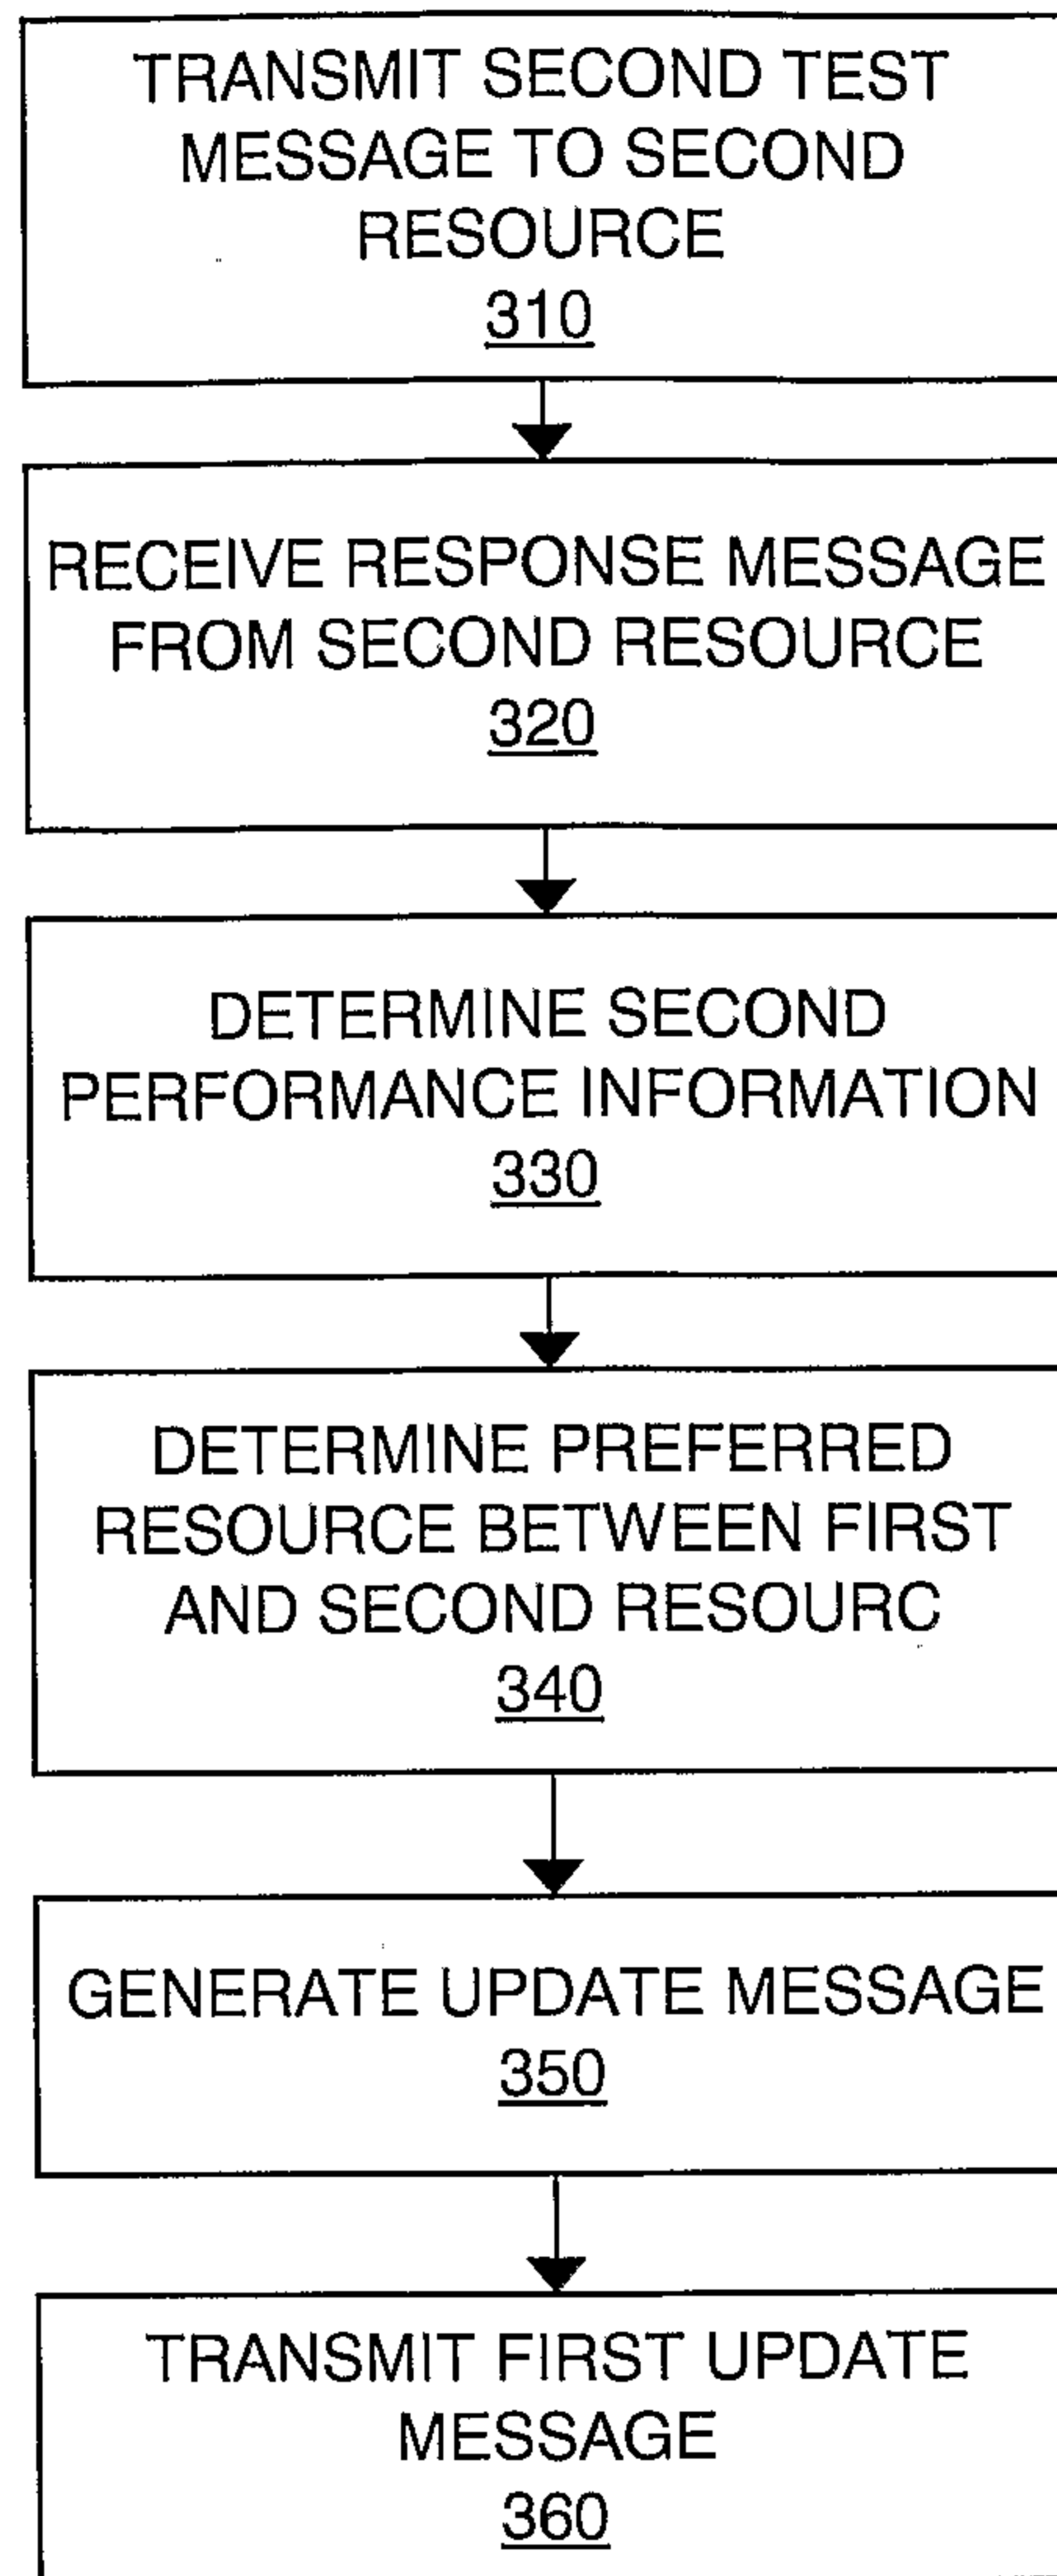 TRANSMIT SECOND TEST
MESSAGE TO SECOND
RESOURCE
310
RECEIVE RESPONSE MESSAGE
FROM SECOND RESOURCE
320
DETERMINE SECOND
PERFORMANCE INFORMATION
330
DETERMINE PREFERRED
RESOURCE BETWEEN FIRST
AND SECOND RESOURC
340
GENERATE UPDATE MESSAGE
350
TRANSMIT FIRST UPDATE
MESSAGE
360